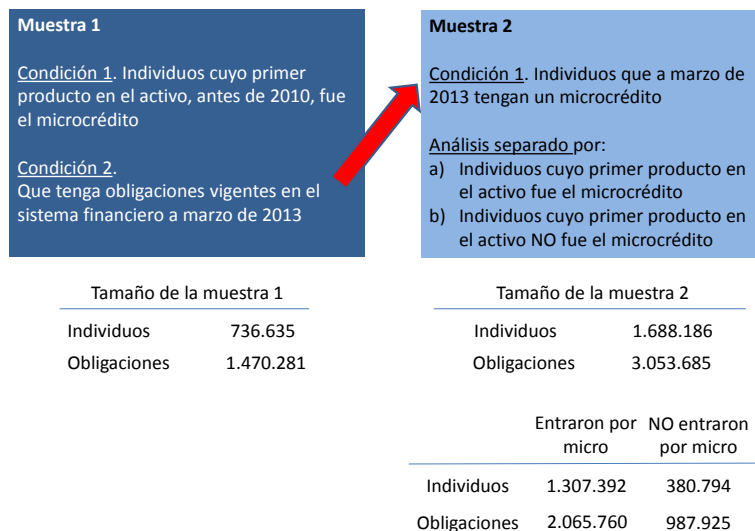 Muestra 1
Condición 1. Individuos cuyo primer
producto en el activo, antes de 2010, fue
el microcrédito
Condición 2.
Que tenga obligaciones vigentes en el
sistema financiero a marzo de 2013
Muestra 2
Condición 1. Individuos que a marzo de
2013 tengan un microcrédito
Análisis separado por:
a) Individuos cuyo primer producto en
el activo fue el microcrédito
b) Individuos cuyo primer producto en
el activo NO fue el microcrédito
Tamaño de la muestra 1
Individuos 736.635
Obligaciones 1.470.281
Tamaño de la muestra 2
Individuos 1.688.186
Obligaciones 3.053.685
Entraron por NO entraron
micro por micro
Individuos 1.307.392 380.794
Obligaciones 2.065.760 987.925